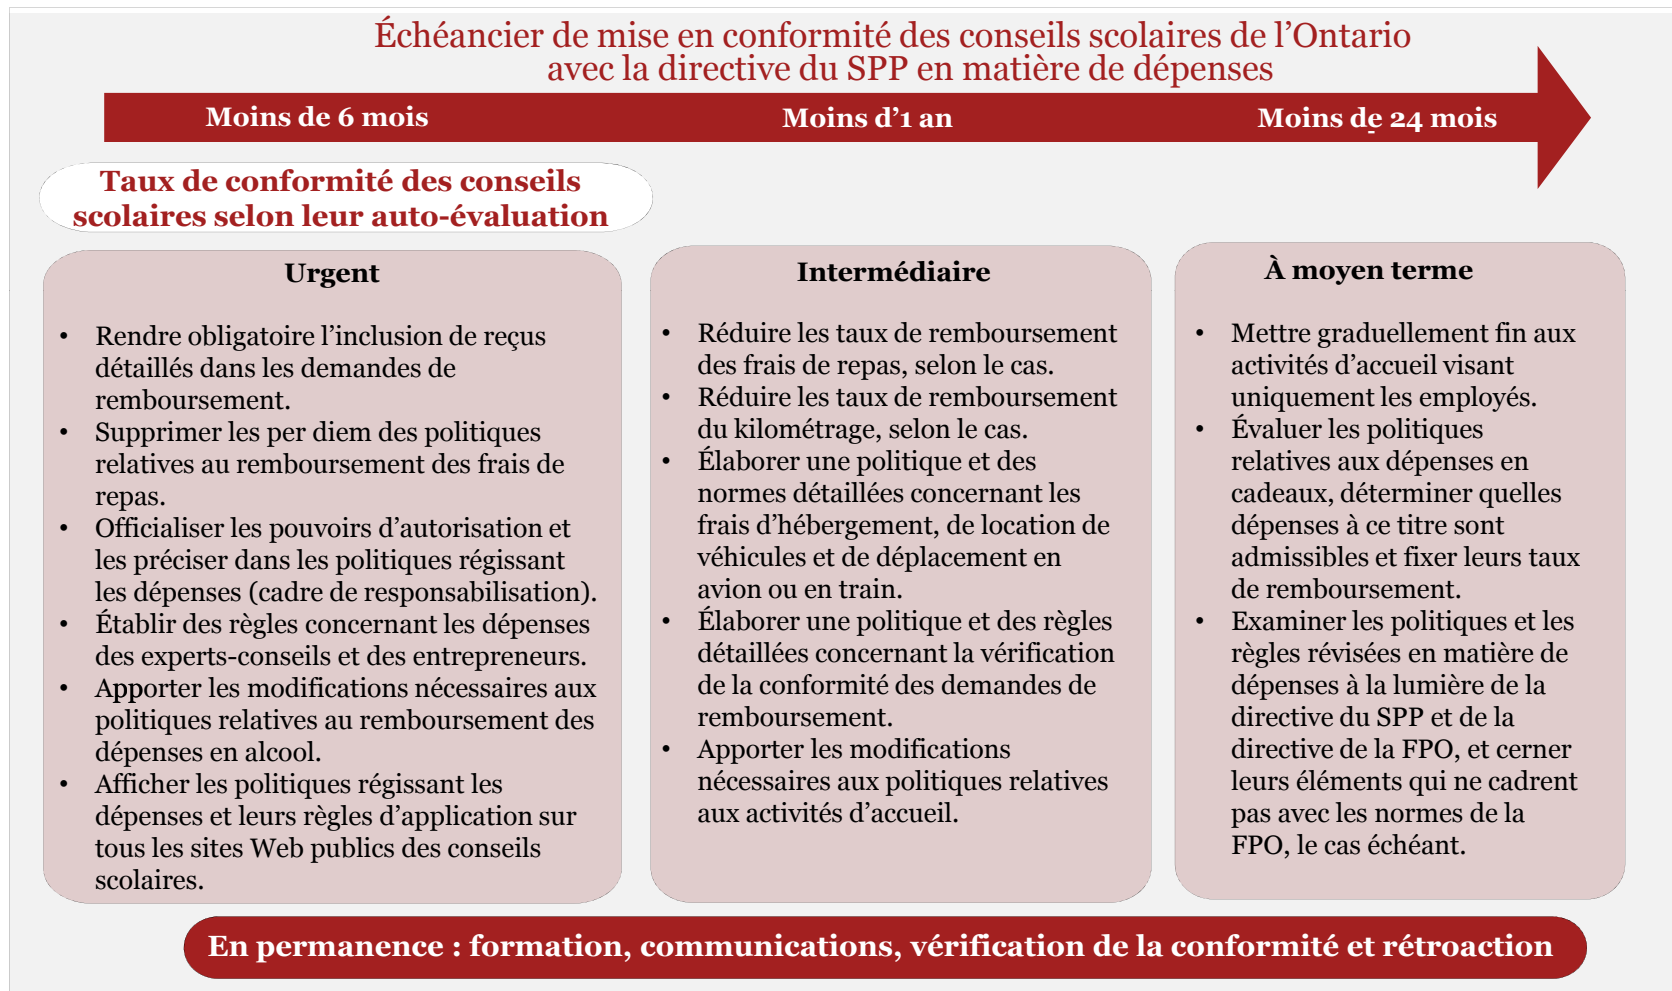 Échéancier de mise en conformité des conseils scolaires de l’Ontario
avec la directive du SPP en matière de dépenses
Moins de 6 mois
Moins d’1 an
Moins de 24 mois
Taux de conformité des conseils
scolaires selon leur auto-évaluation
Urgent
• Rendre obligatoire l’inclusion de reçus
détaillés dans les demandes de
remboursement.
• Supprimer les per diem des politiques
relatives au remboursement des frais de
repas.
• Officialiser les pouvoirs d’autorisation et
les préciser dans les politiques régissant
les dépenses (cadre de responsabilisation).
• Établir des règles concernant les dépenses
des experts-conseils et des entrepreneurs.
• Apporter les modifications nécessaires aux
politiques relatives au remboursement des
dépenses en alcool.
• Afficher les politiques régissant les
dépenses et leurs règles d’application sur
tous les sites Web publics des conseils
scolaires.
Intermédiaire
• Réduire les taux de remboursement
des frais de repas, selon le cas.
• Réduire les taux de remboursement
du kilométrage, selon le cas.
• Élaborer une politique et des
normes détaillées concernant les
frais d’hébergement, de location de
véhicules et de déplacement en
avion ou en train.
• Élaborer une politique et des règles
détaillées concernant la vérification
de la conformité des demandes de
remboursement.
• Apporter les modifications
nécessaires aux politiques relatives
aux activités d’accueil.
À moyen terme
• Mettre graduellement fin aux
activités d’accueil visant
uniquement les employés.
• Évaluer les politiques
relatives aux dépenses en
cadeaux, déterminer quelles
dépenses à ce titre sont
admissibles et fixer leurs taux
de remboursement.
• Examiner les politiques et les
règles révisées en matière de
dépenses à la lumière de la
directive du SPP et de la
directive de la FPO, et cerner
leurs éléments qui ne cadrent
pas avec les normes de la
FPO, le cas échéant.
En permanence : formation, communications, vérification de la conformité et rétroaction